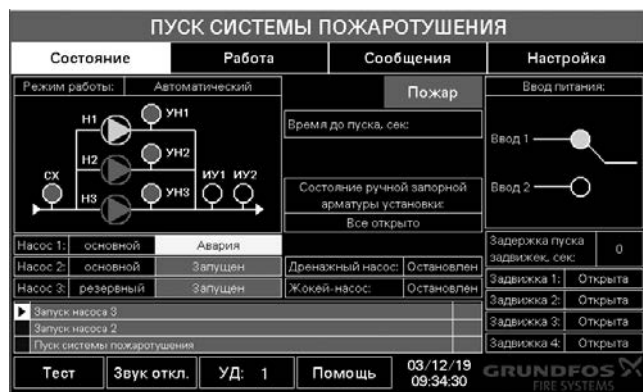 ПУСК СИСТЕМЫ ПОЖАРОТУШЕНИЯ
Состояние Работа Сообщения Настройка
Режим работы: Автоматический
Пожар
Ввод питания:
Н1 УН1
Время до пуска, сек:
Ввод 1
Н2 УН2
СХ
ИУ1 ИУ2
Н3 УН3
Состояние ручной запорной
арматуры установки:
Все открыто
Ввод 2
Насос 1: основной Авария
Задержка пуска
задвижек, сек: 0
Насос 2: основной Запущен
Дренажный насос: Остановлен
Задвижка 1: Открыта
Насос 3: резервный Запущен
Жокей-насос: Остановлен
Задвижка 2: Открыта
Запуск насоса 3
Запуск насоса 2
Задвижка 3: Открыта
Пуск системы пожаротушения
Задвижка 4: Открыта
Тест Звук откл. УД: 1 Помощь
03/12/19
09:34:30
GRUNDFOS
FIRE SYSTEMS